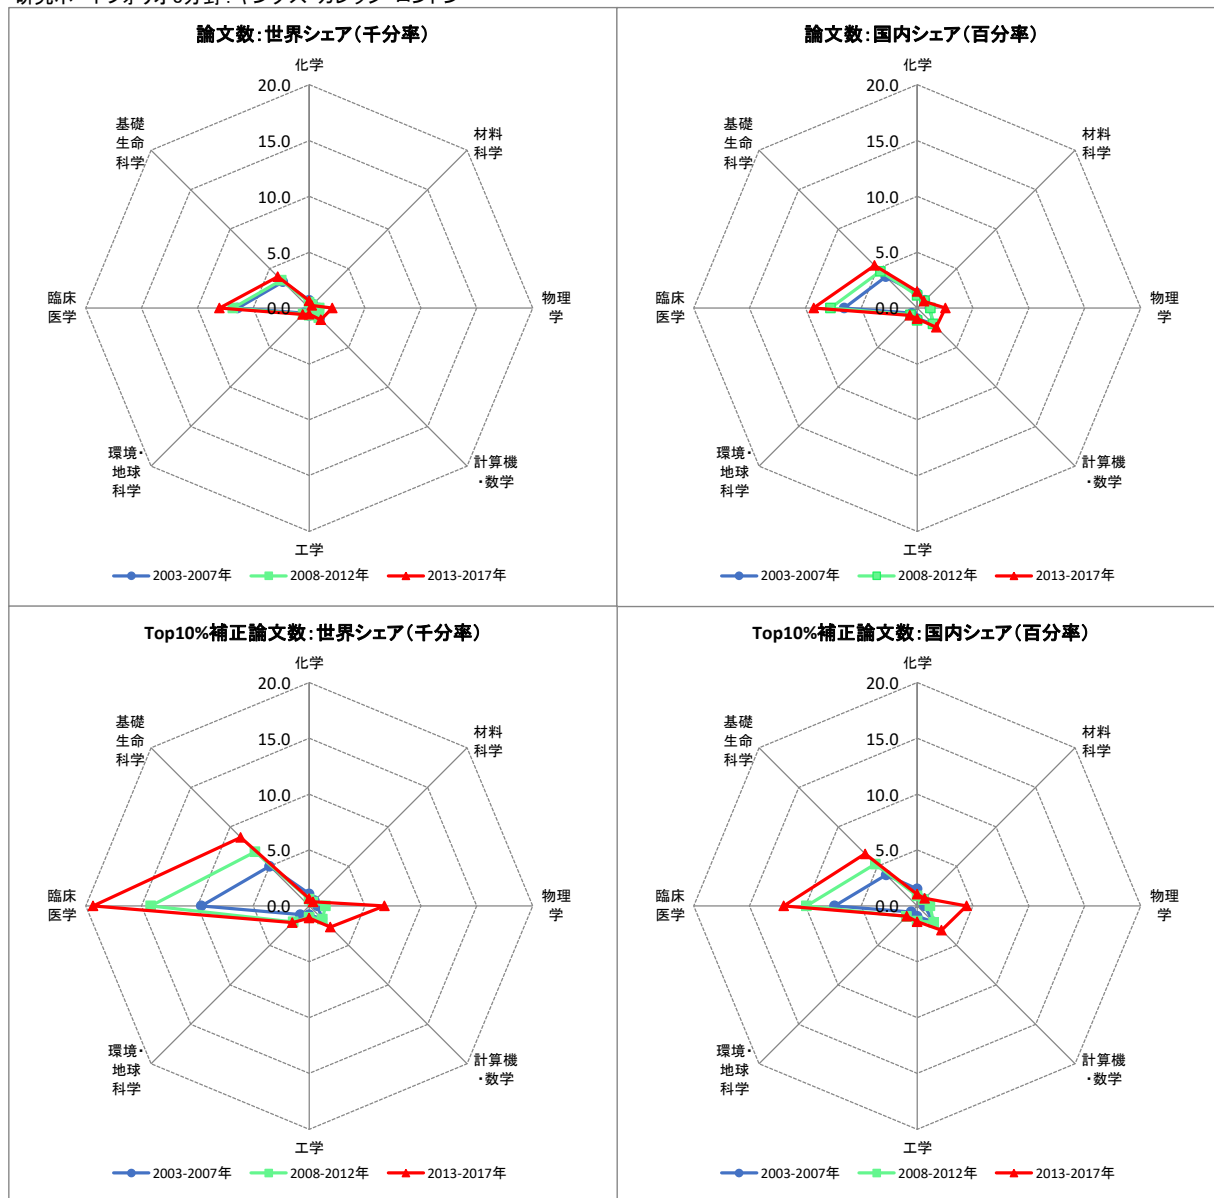 論文数:世界シェア(千分率)
化学
20.0
15.0
10.0
5.0
0.0
材料
科学
物理
学
計算機
・数学
工学
環境・
地球
科学
臨床
医学
基礎
生命
科学
2003-2007年 2008-2012年 2013-2017年
論文数:国内シェア(百分率)
化学
20.0
15.0
10.0
5.0
0.0
材料
科学
物理
学
計算機
・数学
工学
環境・
地球
科学
臨床
医学
基礎
生命
科学
2003-2007年 2008-2012年 2013-2017年
Top10%補正論文数:世界シェア(千分率)
化学
20.0
15.0
10.0
5.0
0.0
材料
科学
物理
学
計算機
・数学
工学
環境・
地球
科学
臨床
医学
基礎
生命
科学
2003-2007年 2008-2012年 2013-2017年
Top10%補正論文数:国内シェア(百分率)
化学
20.0
15.0
10.0
5.0
0.0
材料
科学
物理
学
計算機
・数学
工学
環境・
地球
科学
臨床
医学
基礎
生命
科学
2003-2007年 2008-2012年 2013-2017年